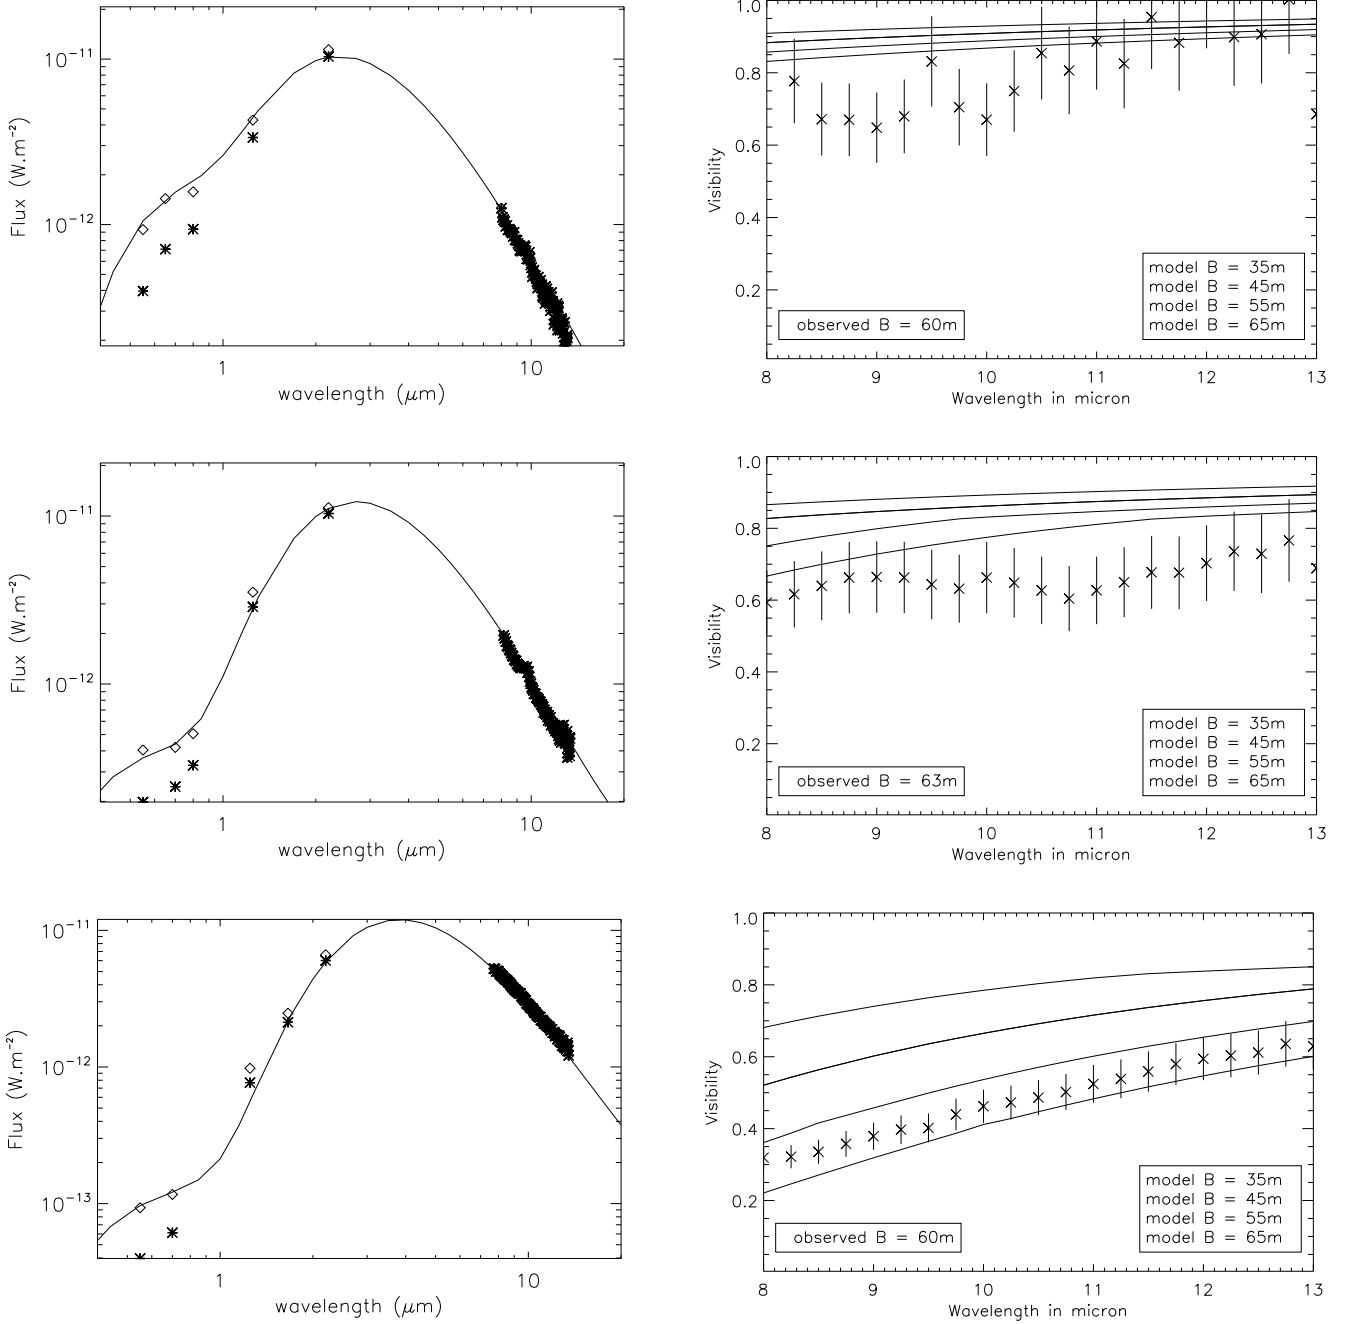 10⁻¹¹
10⁻¹²
Flux (W.m⁻²)
1
10
wavelength (μm)
1.0
0.8
0.6
0.4
0.2
Visibility
model B = 35m
model B = 45m
model B = 55m
model B = 65m
observed B = 60m
8
9
10
11
12
13
Wavelength in micron
10⁻¹¹
10⁻¹²
Flux (W.m⁻²)
1
10
wavelength (μm)
1.0
0.8
0.6
0.4
0.2
Visibility
model B = 35m
model B = 45m
model B = 55m
model B = 65m
observed B = 63m
8
9
10
11
12
13
Wavelength in micron
10⁻¹¹
10⁻¹²
10⁻¹³
Flux (W.m⁻²)
1
10
wavelength (μm)
1.0
0.8
0.6
0.4
0.2
Visibility
model B = 35m
model B = 45m
model B = 55m
model B = 65m
observed B = 60m
8
9
10
11
12
13
Wavelength in micron